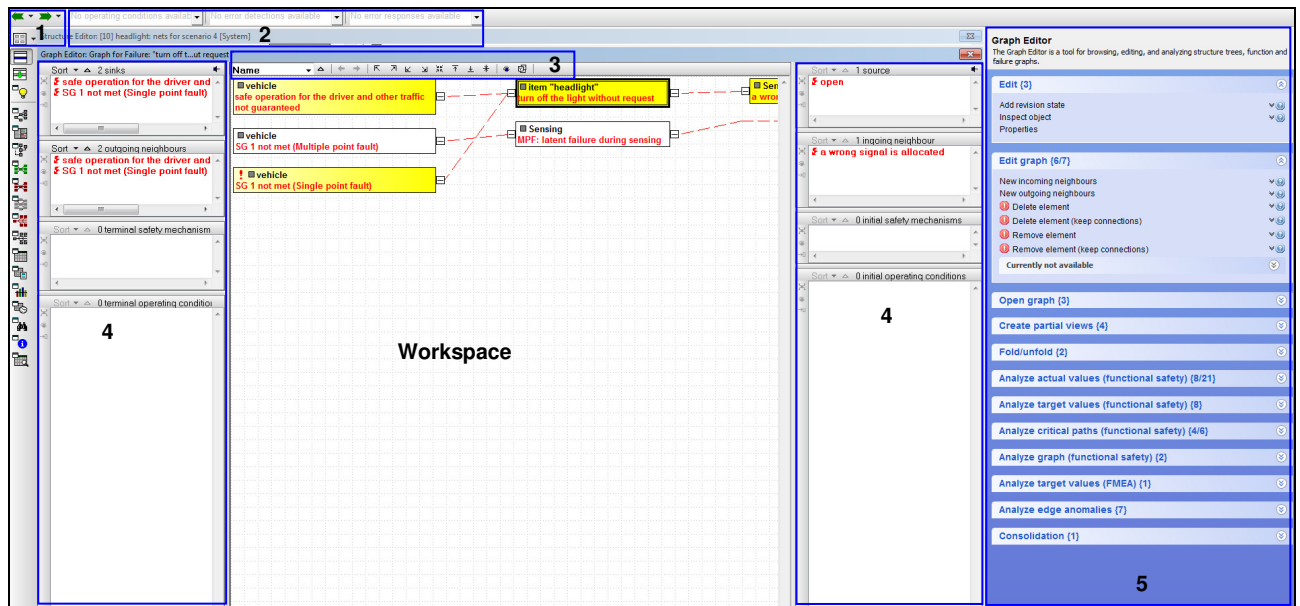 No operating conditions availab
No error detections available
No error responses available
1
2
Structure Editor: [10] headlight: nets for scenario 4 [System]
Graph Editor: Graph for Failure: "turn off t...ut request
Sort 2 sinks
safe operation for the driver and
SG 1 not met (Single point fault)
Sort 2 outgoing neighbours
safe operation for the driver and
SG 1 not met (Single point fault)
Sort 0 terminal safety mechanism
Sort 0 terminal operating condition
4
Name
3
vehicle
safe operation for the driver and other traffic
not guaranteed
vehicle
SG 1 not met (Multiple point fault)
! vehicle
SG 1 not met (Single point fault)
item "headlight"
turn off the light without request
Sensing
MPF: latent failure during sensing
Sen
a wron
Workspace
Sort 1 source
open
Sort 1 ingoing neighbour
a wrong signal is allocated
Sort 0 initial safety mechanisms
Sort 0 initial operating conditions
4
Graph Editor
The Graph Editor is a tool for browsing, editing, and analyzing structure trees, function and
failure graphs.
Edit {3}
Add revision state
Inspect object
Properties
Edit graph {6/7}
New incoming neighbours
New outgoing neighbours
Delete element
Delete element (keep connections)
Remove element
Remove element (keep connections)
Currently not available
Open graph {3}
Create partial views {4}
Fold/unfold {2}
Analyze actual values (functional safety) {8/21}
Analyze target values (functional safety) {8}
Analyze critical paths (functional safety) {4/6}
Analyze graph (functional safety) {2}
Analyze target values (FMEA) {1}
Analyze edge anomalies {7}
Consolidation {1}
5